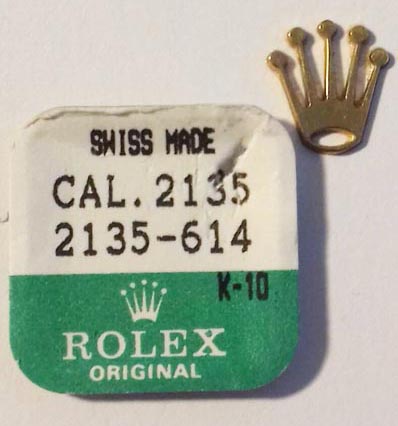 SWISS MADE
CAL. 2135
2135-614
K-10
ROLEX
ORIGINAL